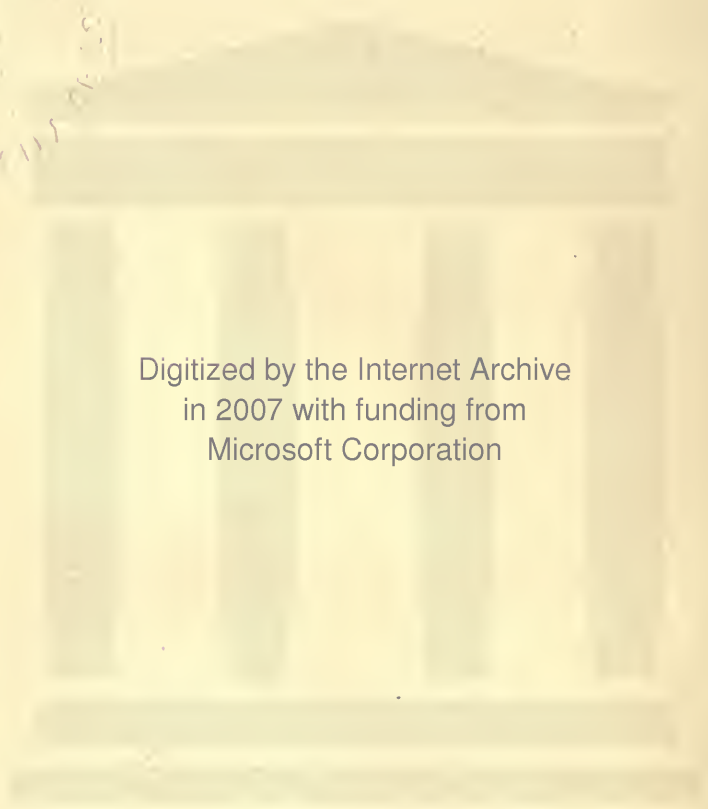 Digitized by the Internet Archive
in 2007 with funding from
Microsoft Corporation